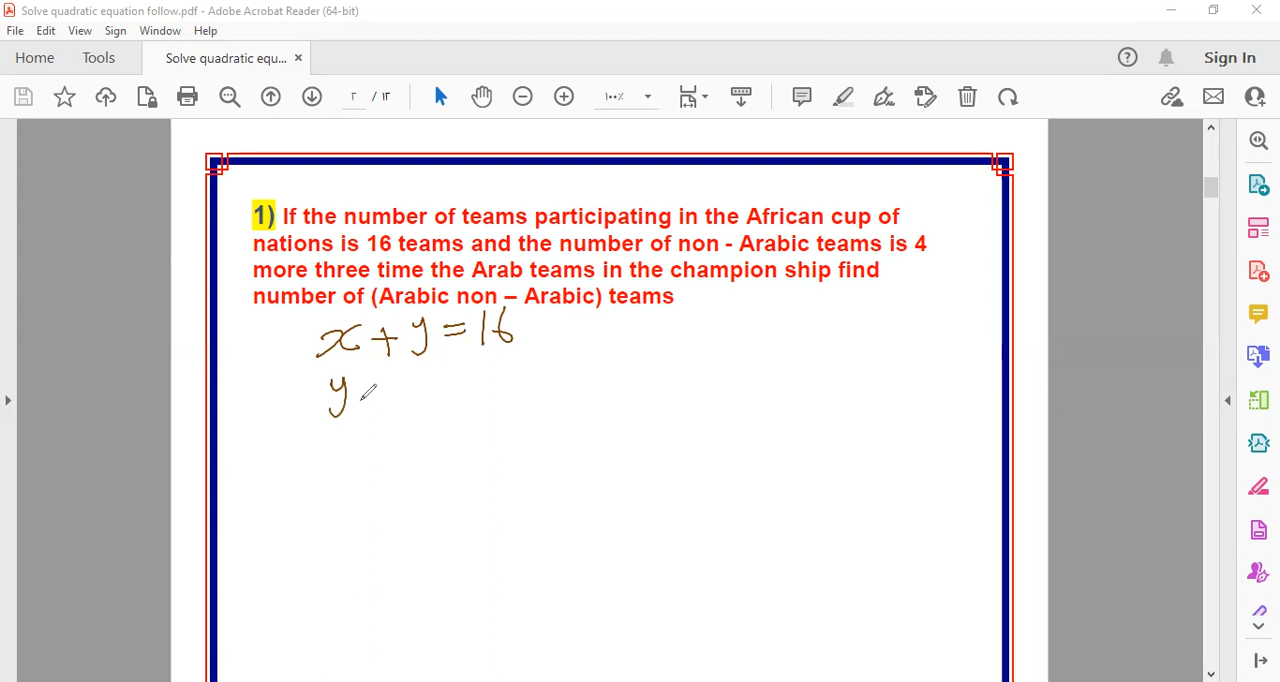 Solve quadratic equation follow.pdf - Adobe Acrobat Reader (64-bit)
File Edit View Sign Window Help
Home Tools Solve quadratic equ... × Sign In
٢ / ١٣ ١٠٠٪
1) If the number of teams participating in the African cup of
nations is 16 teams and the number of non - Arabic teams is 4
more three time the Arab teams in the champion ship find
number of (Arabic non – Arabic) teams
x + y = 16
y